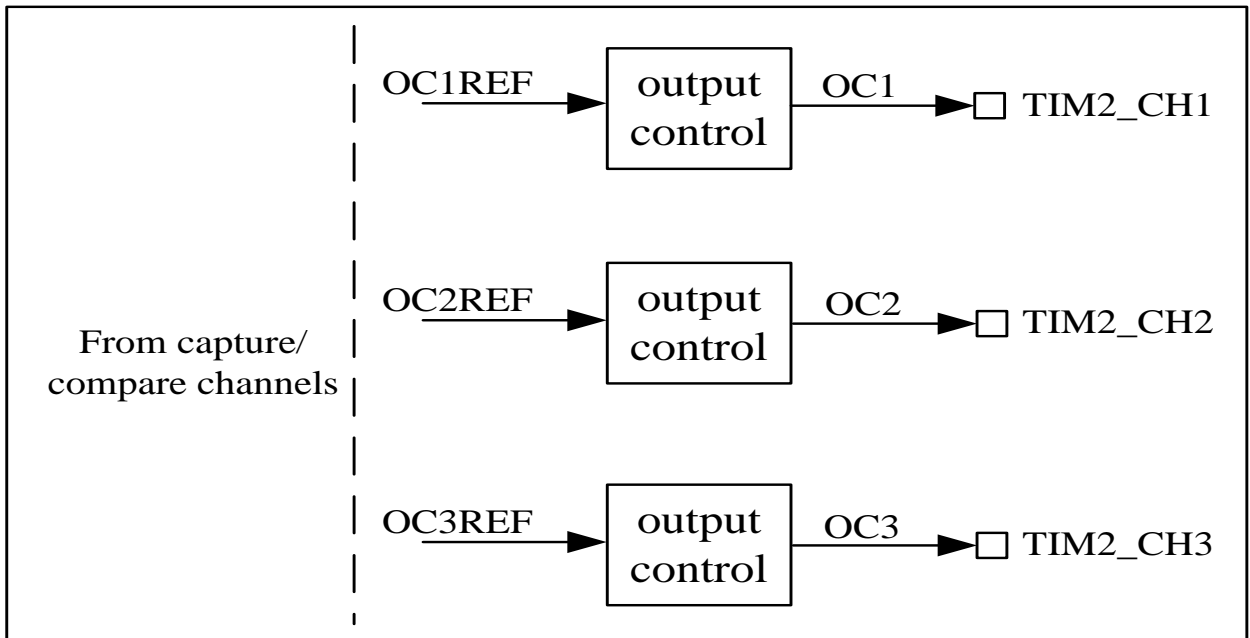 From capture/
compare channels
OC1REF
output
control
OC1
TIM2_CH1
OC2REF
output
control
OC2
TIM2_CH2
OC3REF
output
control
OC3
TIM2_CH3